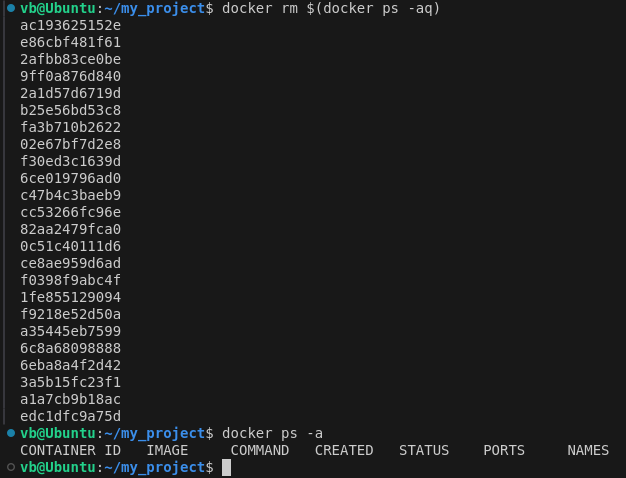 vb@Ubuntu:~/my_project$ docker rm $(docker ps -aq)
ac193625152e
e86cbf481f61
2afbb83ce0be
9ff0a876d840
2a1d57d6719d
b25e56bd53c8
fa3b710b2622
02e67bf7d2e8
f30ed3c1639d
6ce019796ad0
c47b4c3baeb9
cc53266fc96e
82aa2479fca0
0c51c40111d6
ce8ae959d6ad
f0398f9abc4f
1fe855129094
f9218e52d50a
a35445eb7599
6c8a68098888
6eba8a4f2d42
3a5b15fc23f1
a1a7cb9b18ac
edc1dfc9a75d
vb@Ubuntu:~/my_project$ docker ps -a
CONTAINER ID   IMAGE     COMMAND   CREATED   STATUS    PORTS     NAMES
vb@Ubuntu:~/my_project$